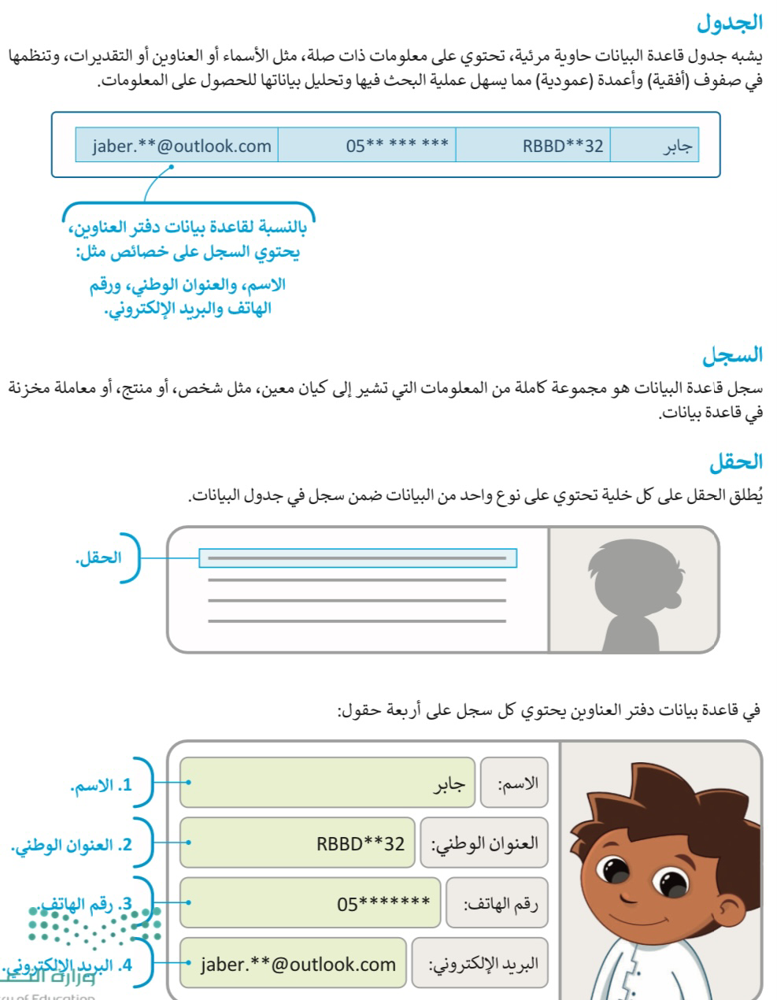 الجدول
يشبه جدول قاعدة البيانات حاوية مرئية، تحتوي على معلومات ذات صلة، مثل الأسماء أو العناوين أو التقديرات، وتنظمها
في صفوف (أفقية) وأعمدة (عمودية) مما يسهل عملية البحث فيها وتحليل بياناتها للحصول على المعلومات.
جابر RBBD**32 05** *** *** jaber.**@outlook.com
بالنسبة لقاعدة بيانات دفتر العناوين،
يحتوي السجل على خصائص مثل:
الاسم، والعنوان الوطني، ورقم
الهاتف والبريد الإلكتروني.
السجل
سجل قاعدة البيانات هو مجموعة كاملة من المعلومات التي تشير إلى كيان معين، مثل شخص، أو منتج، أو معاملة مخزنة
في قاعدة بيانات.
الحقل
يُطلق الحقل على كل خلية تحتوي على نوع واحد من البيانات ضمن سجل في جدول البيانات.
الحقل.
في قاعدة بيانات دفتر العناوين يحتوي كل سجل على أربعة حقول:
الاسم: جابر
1. الاسم.
العنوان الوطني: RBBD**32
2. العنوان الوطني.
رقم الهاتف: 05*******
3. رقم الهاتف.
البريد الإلكتروني: jaber.**@outlook.com
4. البريد الإلكتروني.